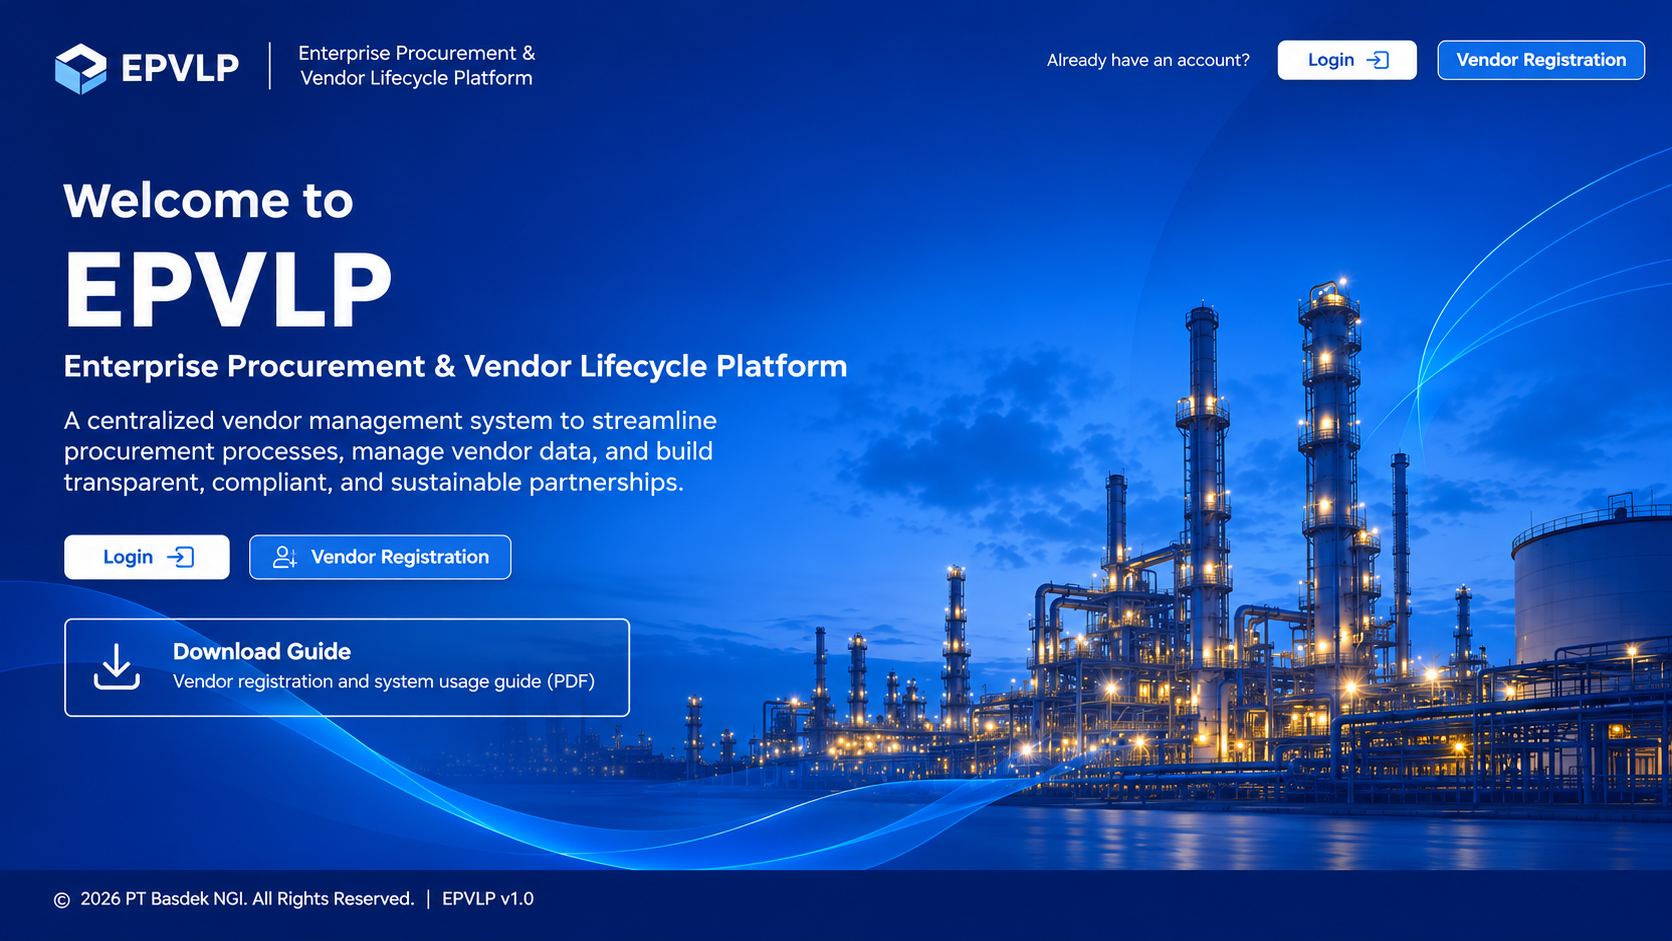 EPVLP
Enterprise Procurement &
Vendor Lifecycle Platform
Already have an account?
Login
Vendor Registration
Welcome to
EPVLP
Enterprise Procurement & Vendor Lifecycle Platform
A centralized vendor management system to streamline
procurement processes, manage vendor data, and build
transparent, compliant, and sustainable partnerships.
Login
Vendor Registration
Download Guide
Vendor registration and system usage guide (PDF)
© 2026 PT Basdek NGI. All Rights Reserved. | EPVLP v1.0